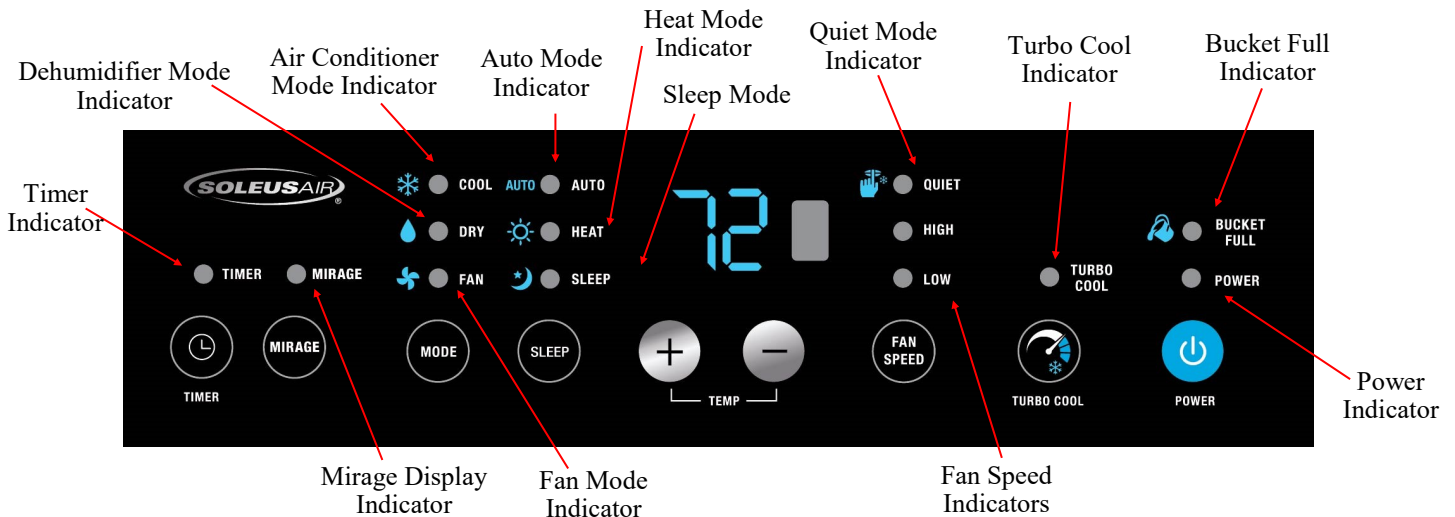 Heat Mode
Indicator
Quiet Mode
Indicator
Turbo Cool
Indicator
Bucket Full
Indicator
Air Conditioner
Mode Indicator
Auto Mode
Indicator
Dehumidifier Mode
Indicator
Sleep Mode
Timer
Indicator
SOLEUSAIR®
COOL
AUTO
AUTO
72
QUIET
DRY
HEAT
HIGH
BUCKET
FULL
TIMER
MIRAGE
FAN
SLEEP
LOW
TURBO
COOL
POWER
MIRAGE
MODE
SLEEP
+
−
FAN
SPEED
TIMER
TEMP
TURBO COOL
POWER
Power
Indicator
Mirage Display
Indicator
Fan Mode
Indicator
Fan Speed
Indicators